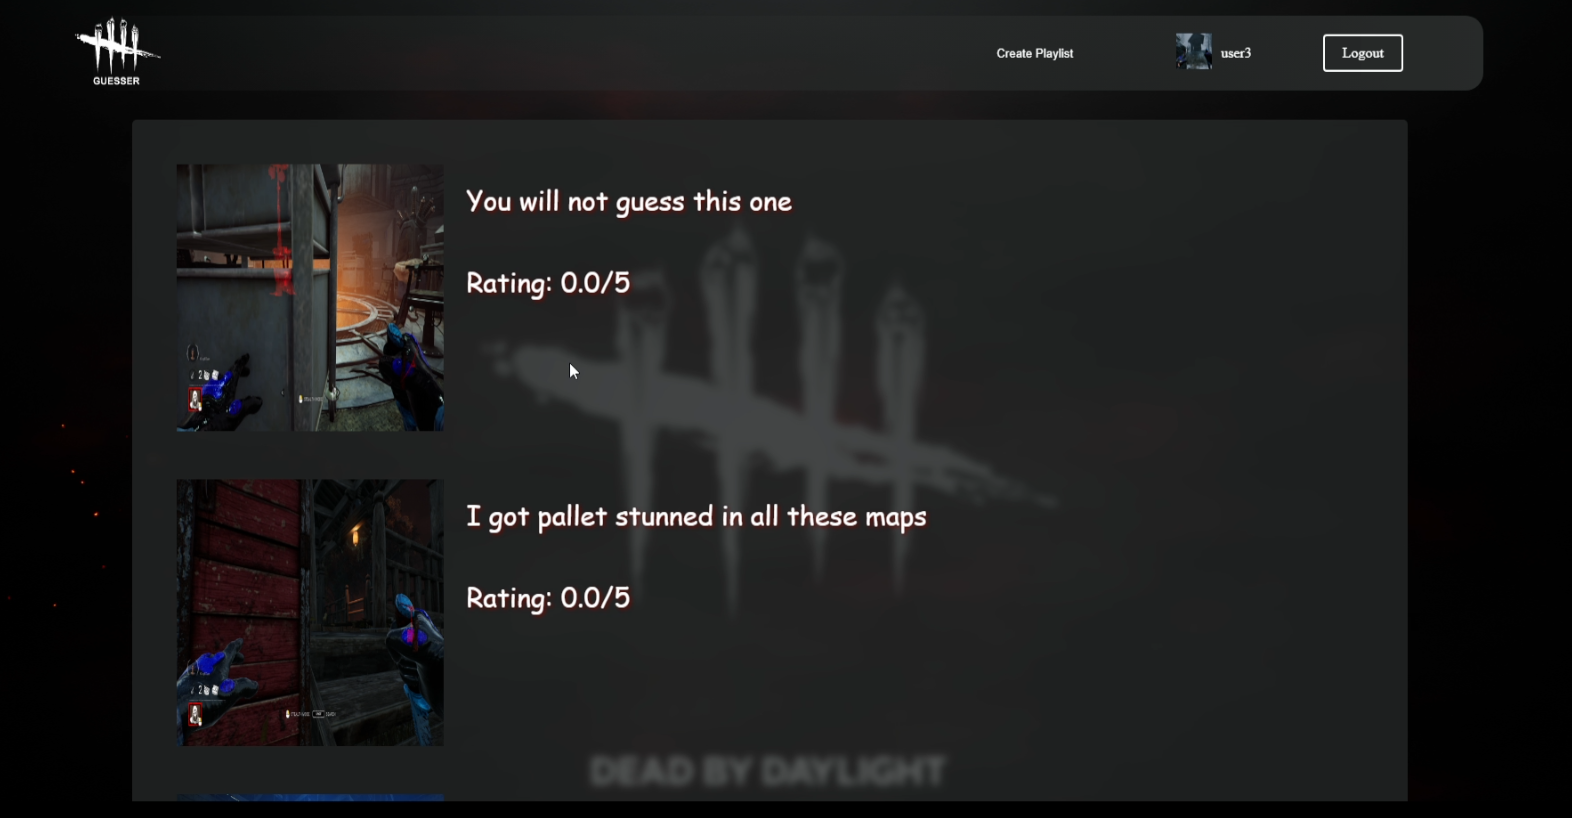 GUESSER
Create Playlist
user3
Logout
You will not guess this one
Rating: 0.0/5
I got pallet stunned in all these maps
Rating: 0.0/5
DEAD BY DAYLIGHT